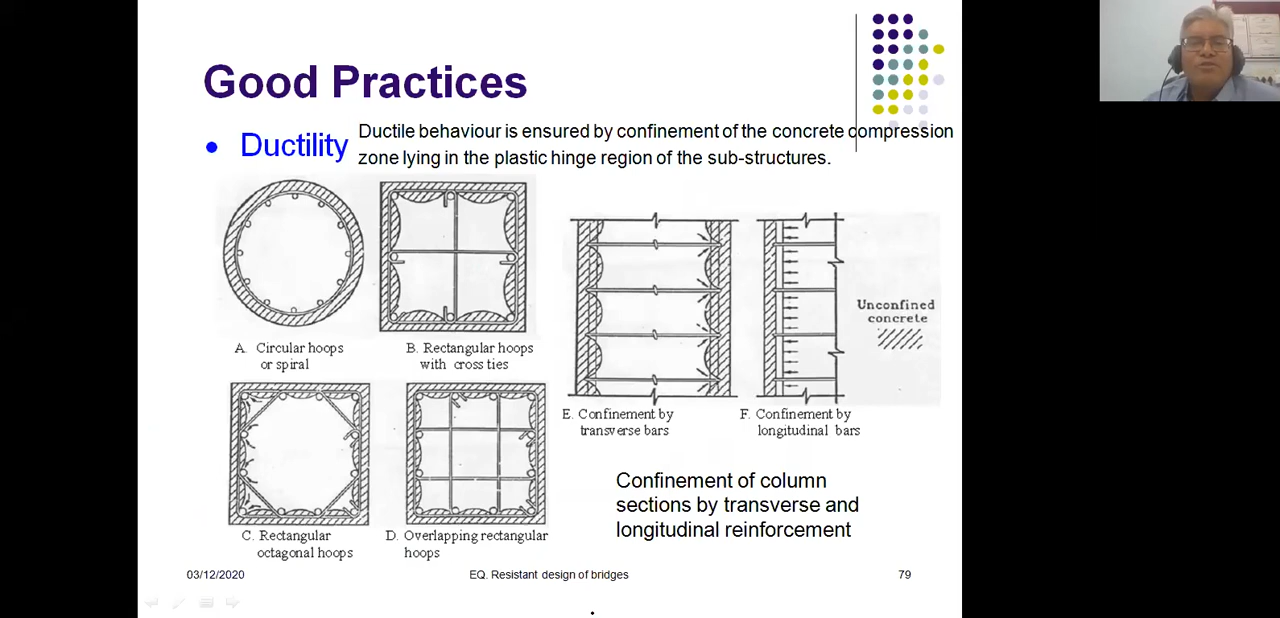 Good Practices
• Ductility
Ductile behaviour is ensured by confinement of the concrete compression
zone lying in the plastic hinge region of the sub-structures.
A. Circular hoops
or spiral
B. Rectangular hoops
with cross ties
C. Rectangular
octagonal hoops
D. Overlapping rectangular
hoops
E. Confinement by
transverse bars
F. Confinement by
longitudinal bars
Unconfined
concrete
Confinement of column
sections by transverse and
longitudinal reinforcement
03/12/2020
EQ. Resistant design of bridges
79